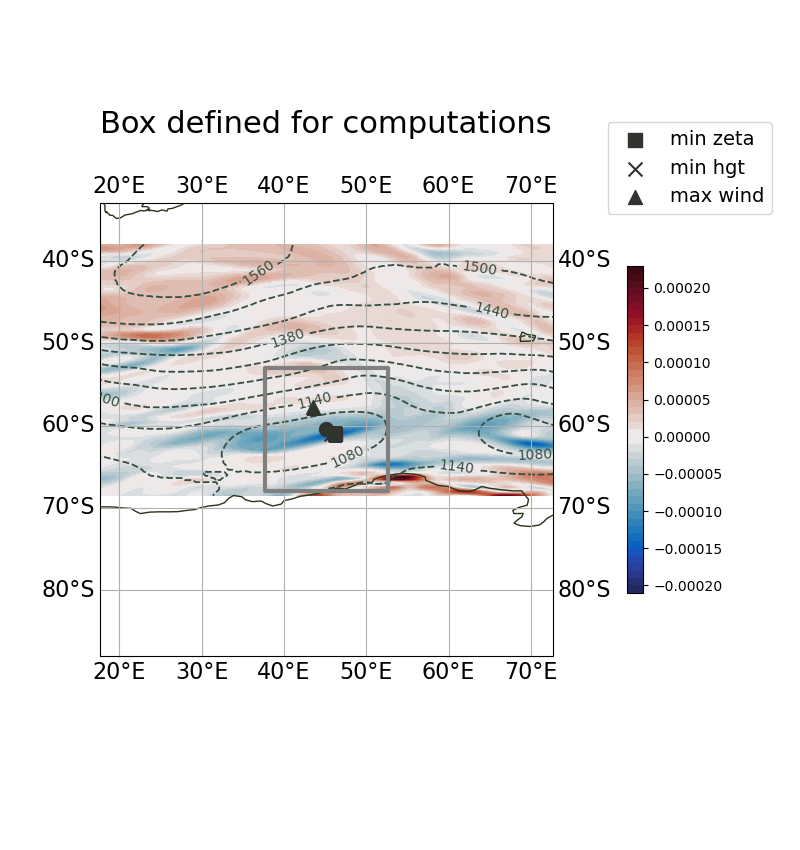 Box defined for computations
min zeta
min hgt
max wind
20°E 30°E 40°E 50°E 60°E 70°E
40°S 40°S
1560
1500
1440
50°S 50°S
1380
00
1140
60°S 60°S
1080
1080
1140
70°S 70°S
80°S 80°S
20°E 30°E 40°E 50°E 60°E 70°E
0.00020
0.00015
0.00010
0.00005
0.00000
−0.00005
−0.00010
−0.00015
−0.00020